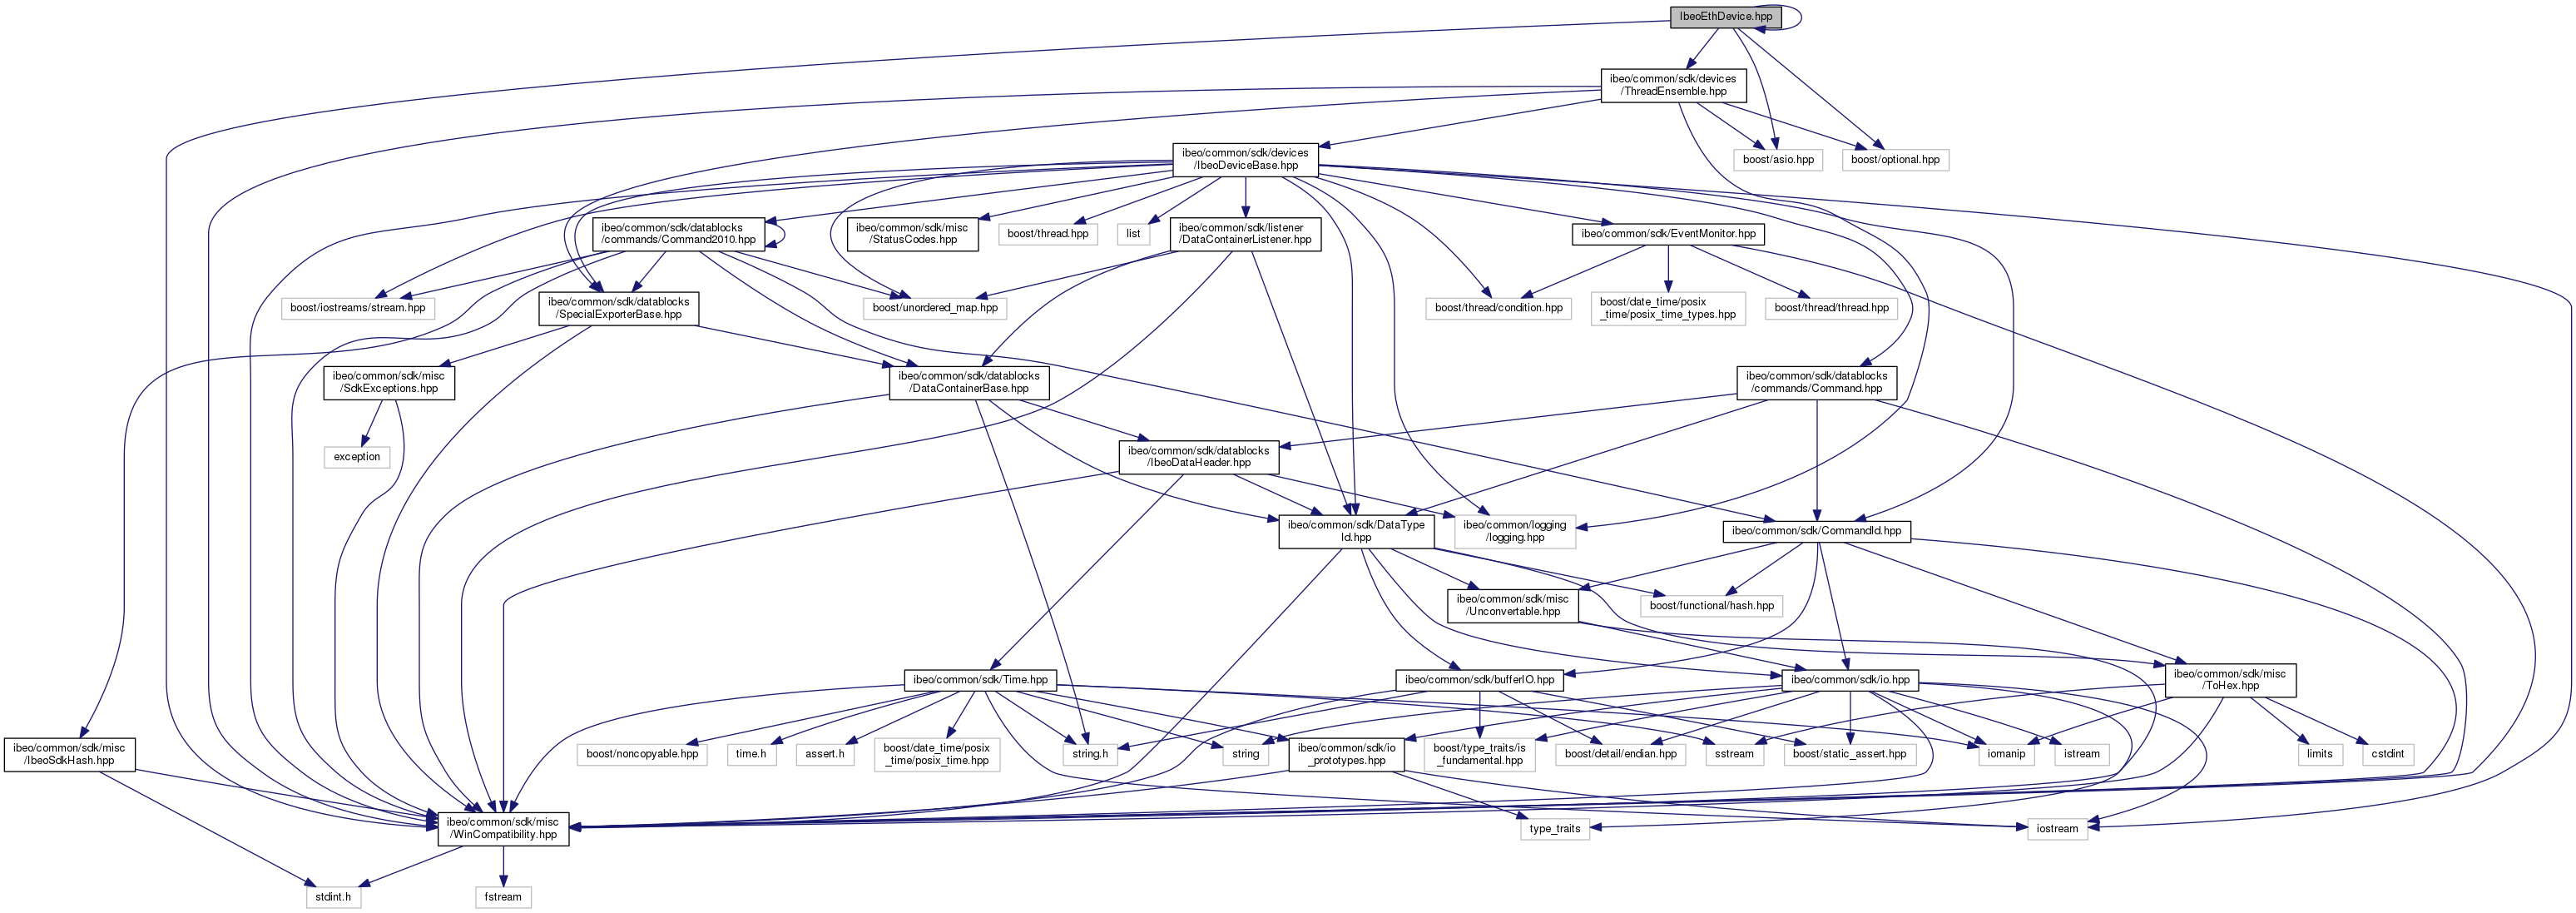 IbeoEthDevice.hpp
ibeo/common/sdk/devices
/ThreadEnsemble.hpp
ibeo/common/sdk/devices
/IbeoDeviceBase.hpp
boost/asio.hpp
boost/optional.hpp
ibeo/common/sdk/datablocks
/commands/Command2010.hpp
ibeo/common/sdk/misc
/StatusCodes.hpp
boost/thread.hpp
list
ibeo/common/sdk/listener
/DataContainerListener.hpp
ibeo/common/sdk/EventMonitor.hpp
boost/iostreams/stream.hpp
ibeo/common/sdk/datablocks
/SpecialExporterBase.hpp
boost/unordered_map.hpp
boost/thread/condition.hpp
boost/date_time/posix
_time/posix_time_types.hpp
boost/thread/thread.hpp
ibeo/common/sdk/misc
/SdkExceptions.hpp
ibeo/common/sdk/datablocks
/DataContainerBase.hpp
ibeo/common/sdk/datablocks
/commands/Command.hpp
exception
ibeo/common/sdk/datablocks
/IbeoDataHeader.hpp
ibeo/common/sdk/DataType
Id.hpp
ibeo/common/logging
/logging.hpp
ibeo/common/sdk/CommandId.hpp
ibeo/common/sdk/misc
/Unconvertable.hpp
boost/functional/hash.hpp
ibeo/common/sdk/Time.hpp
ibeo/common/sdk/bufferIO.hpp
ibeo/common/sdk/io.hpp
ibeo/common/sdk/misc
/ToHex.hpp
ibeo/common/sdk/misc
/IbeoSdkHash.hpp
boost/noncopyable.hpp
time.h
assert.h
boost/date_time/posix
_time/posix_time.hpp
string.h
string
ibeo/common/sdk/io
_prototypes.hpp
boost/type_traits/is
_fundamental.hpp
boost/detail/endian.hpp
sstream
boost/static_assert.hpp
iomanip
istream
limits
cstdint
ibeo/common/sdk/misc
/WinCompatibility.hpp
type_traits
iostream
stdint.h
fstream